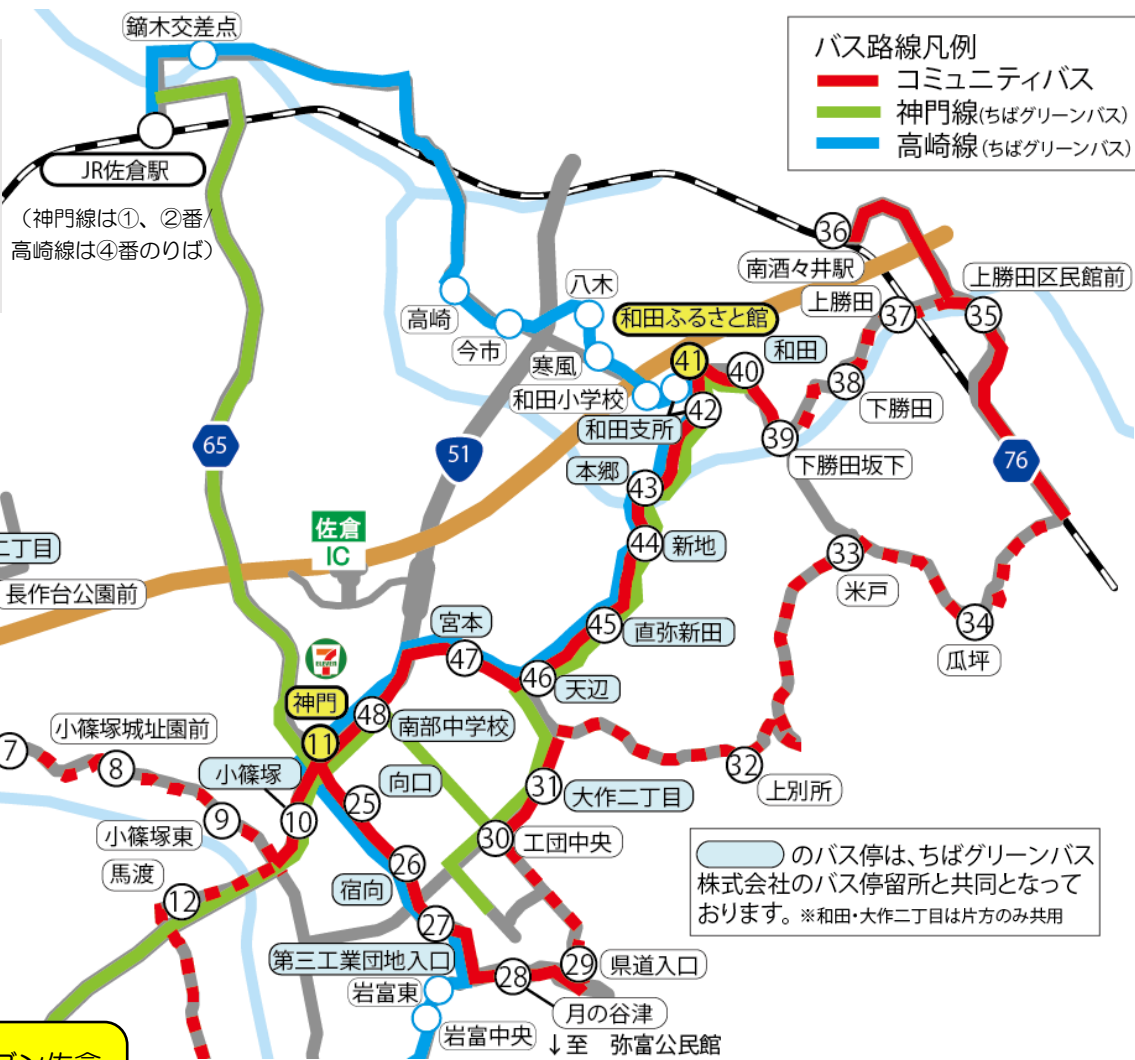 鏑木交差点
バス路線凡例
コミュニティバス
神門線(ちばグリーンバス)
高崎線(ちばグリーンバス)
JR佐倉駅
(神門線は①、②番/
高崎線は④番のりば)
36
南酒々井駅
上勝田区民館前
上勝田
37
35
八木
高崎
今市
和田ふるさと館
寒風
41
和田
40
38
和田小学校
下勝田
42
和田支所
39
下勝田坂下
65
51
76
本郷
43
佐倉
IC
44
新地
二丁目
33
長作台公園前
米戸
宮本
45
直弥新田
34
47
瓜坪
46
天辺
7
ELEVEN
神門
48
南部中学校
小篠塚城址園前
11
7
8
32
上別所
小篠塚
向口
31
大作二丁目
25
9
10
30
工団中央
小篠塚東
馬渡
26
宿向
12
のバス停は、ちばグリーンバス
株式会社のバス停留所と共同となって
おります。※和田・大作二丁目は片方のみ共用
27
第三工業団地入口
28
29
県道入口
岩富東
月の谷津
岩富中央
↓至 弥富公民館